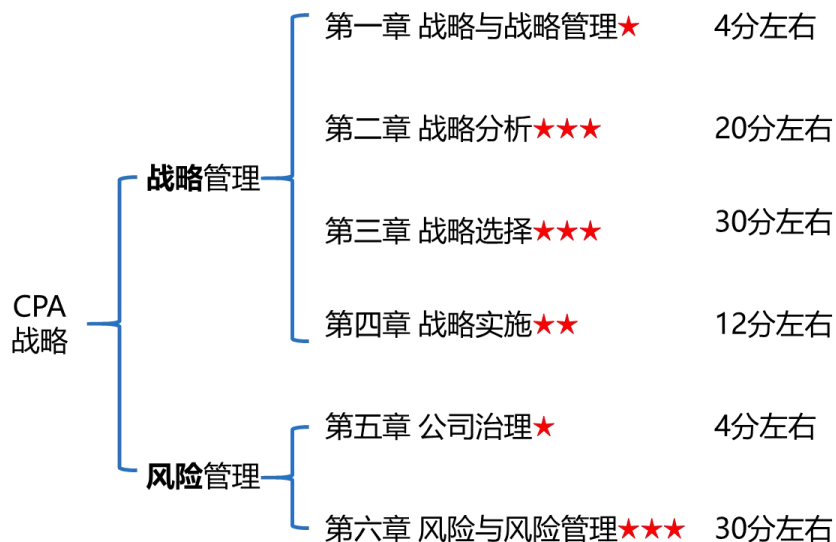 第一章 战略与战略管理★ 4分左右
第二章 战略分析★★★ 20分左右
战略管理
第三章 战略选择★★★ 30分左右
CPA
战略
第四章 战略实施★★ 12分左右
第五章 公司治理★ 4分左右
风险管理
第六章 风险与风险管理★★★ 30分左右